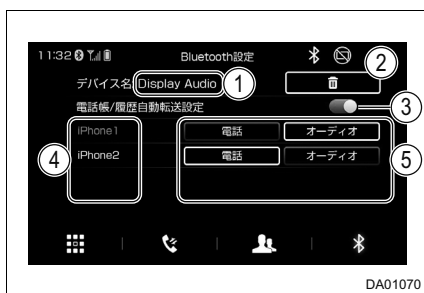 11:32 Bluetooth設定
2
デバイス名 Display Audio 1
電話帳/履歴自動転送設定 3
iPhone1 電話 オーディオ
4 5
iPhone2 電話 オーディオ
DA01070